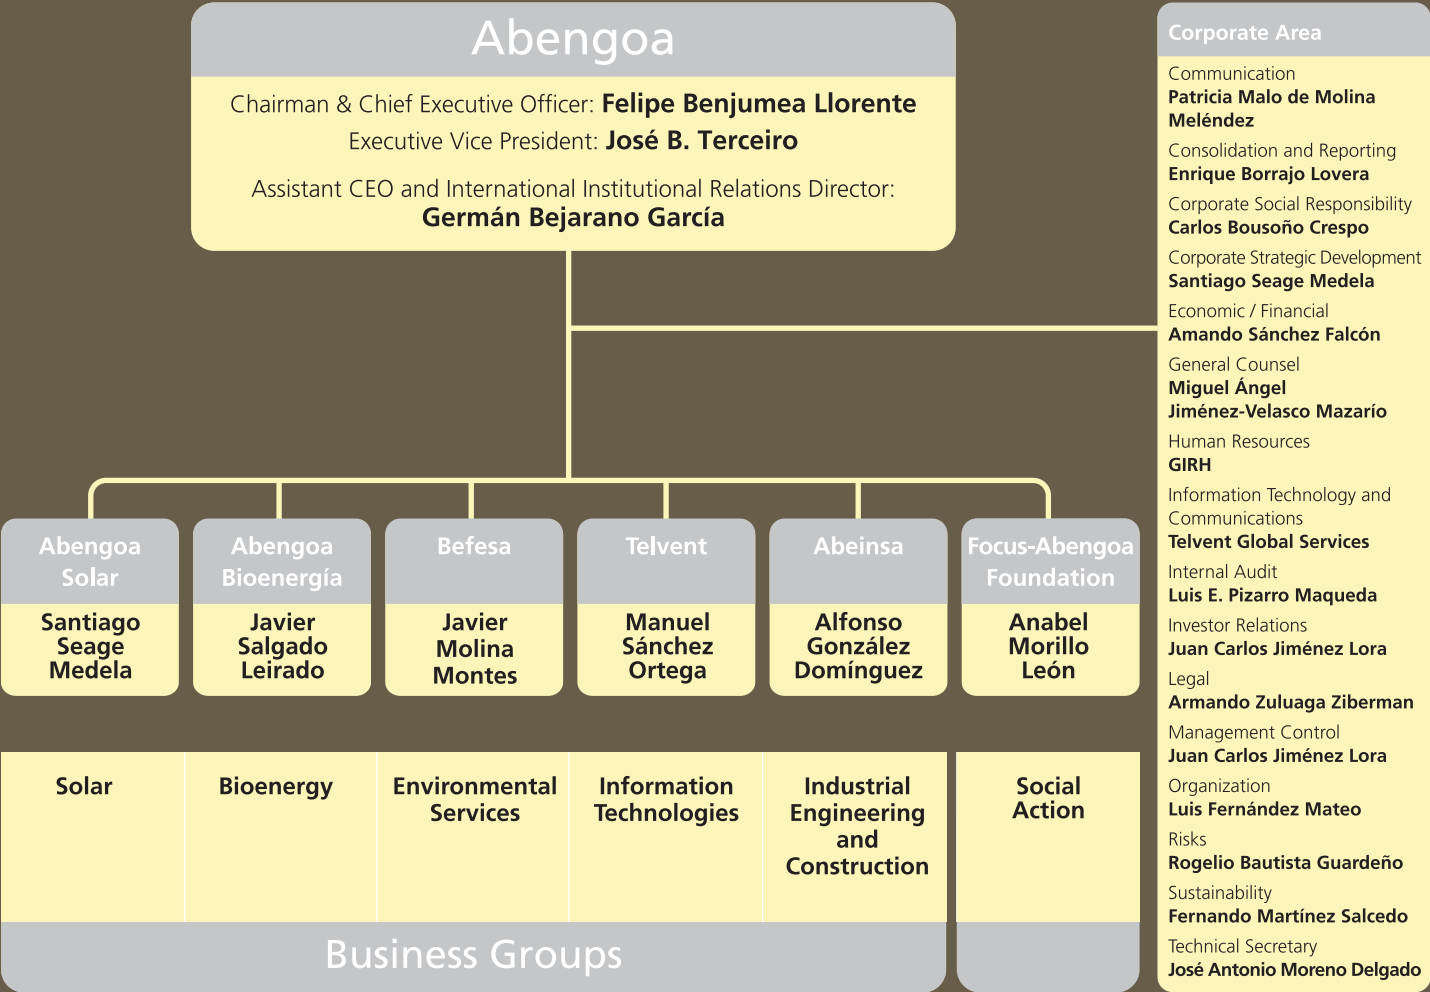 Abengoa
Chairman & Chief Executive Officer: Felipe Benjumea Llorente
Executive Vice President: José B. Terceiro
Assistant CEO and International Institutional Relations Director:
Germán Bejarano García
Abengoa
Solar
Santiago
Seage
Medela
Abengoa
Bioenergía
Javier
Salgado
Leirado
Befesa
Javier
Molina
Montes
Telvent
Manuel
Sánchez
Ortega
Abeinsa
Alfonso
González
Domínguez
Focus-Abengoa
Foundation
Anabel
Morillo
León
Solar
Bioenergy
Environmental
Services
Information
Technologies
Industrial
Engineering
and
Construction
Social
Action
Business Groups
Corporate Area
Communication
Patricia Malo de Molina
Meléndez
Consolidation and Reporting
Enrique Borrajo Lovera
Corporate Social Responsibility
Carlos Bousoño Crespo
Corporate Strategic Development
Santiago Seage Medela
Economic / Financial
Amando Sánchez Falcón
General Counsel
Miguel Ángel
Jiménez-Velasco Mazarío
Human Resources
GIRH
Information Technology and
Communications
Telvent Global Services
Internal Audit
Luis E. Pizarro Maqueda
Investor Relations
Juan Carlos Jiménez Lora
Legal
Armando Zuluaga Ziberman
Management Control
Juan Carlos Jiménez Lora
Organization
Luis Fernández Mateo
Risks
Rogelio Bautista Guardeño
Sustainability
Fernando Martínez Salcedo
Technical Secretary
José Antonio Moreno Delgado